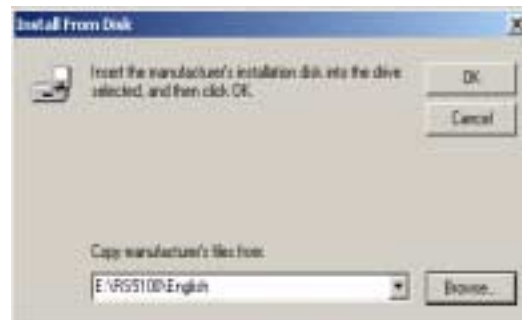 Install From Disk
Insert the manufacturer's installation disk into the drive
selected, and then click OK.
OK
Cancel
Copy manufacturer's files from:
E:\RS5100\English
Browse...